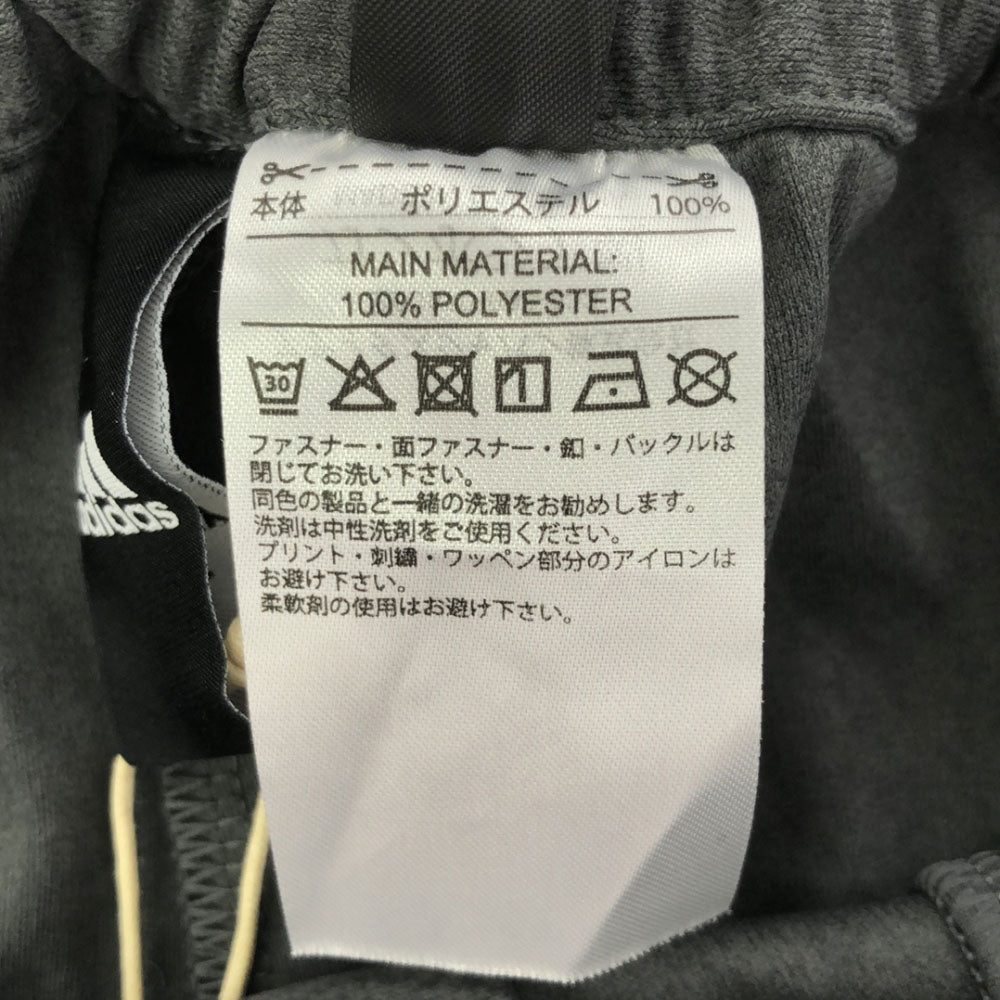 本体 ポリエステル 100%
MAIN MATERIAL:
100% POLYESTER
30
ファスナー・面ファスナー・釦・バックルは
閉じてお洗い下さい。
同色の製品と一緒の洗濯をお勧めします。
洗剤は中性洗剤をご使用ください。
プリント・刺繍・ワッペン部分のアイロンは
お避け下さい。
柔軟剤の使用はお避け下さい。
adidas